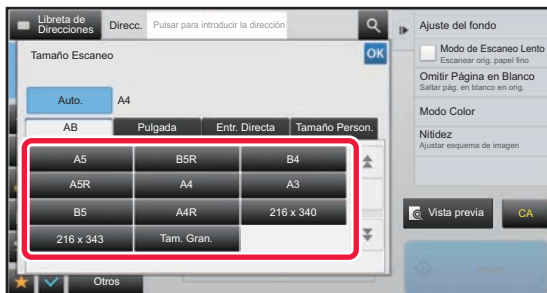 Libreta de
Direcciones
Direcc.
Pulsar para introducir la dirección
Tamaño Escaneo
OK
Auto.
A4
AB
Pulgada
Entr. Directa
Tamaño Person.
A5
B5R
B4
A5R
A4
A3
B5
A4R
216 x 340
216 x 343
Tam. Gran.
Otros
Ajuste del fondo
Modo de Escaneo Lento
Escanear orig. papel fino
Omitir Página en Blanco
Saltar pág. en blanco en orig.
Modo Color
Nitidez
Ajustar esquema de imagen
Vista previa
CA
Iniciar